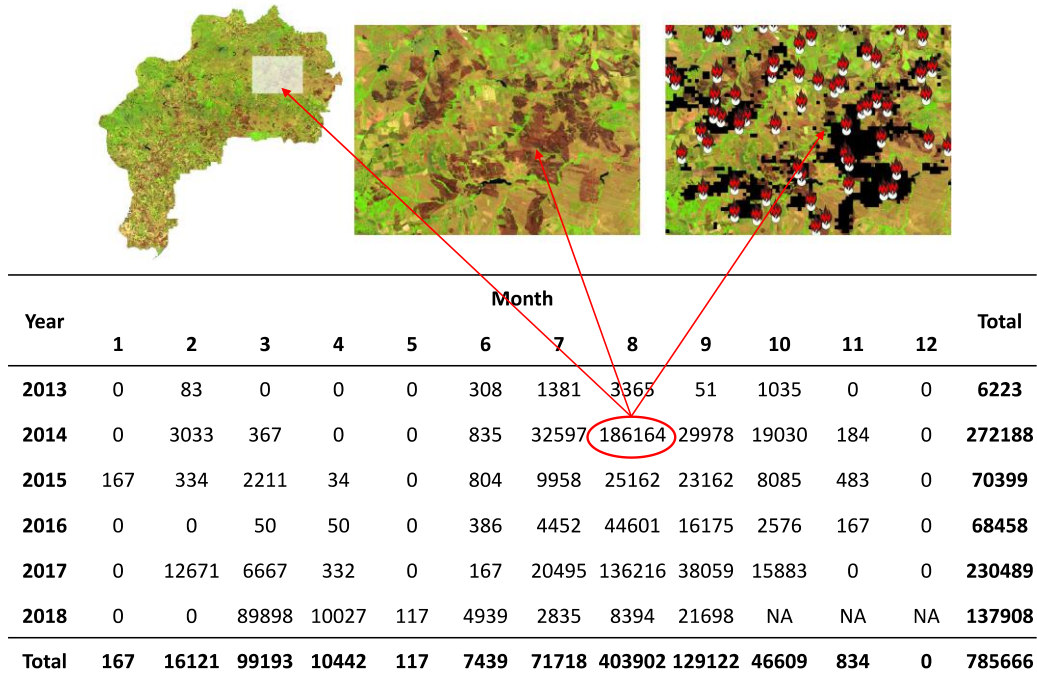 Month
Year Total
1 2 3 4 5 6 7 8 9 10 11 12
2013 0 83 0 0 0 308 1381 3365 51 1035 0 0 6223
2014 0 3033 367 0 0 835 32597 186164 29978 19030 184 0 272188
2015 167 334 2211 34 0 804 9958 25162 23162 8085 483 0 70399
2016 0 0 50 50 0 386 4452 44601 16175 2576 167 0 68458
2017 0 12671 6667 332 0 167 20495 136216 38059 15883 0 0 230489
2018 0 0 89898 10027 117 4939 2835 8394 21698 NA NA NA 137908
Total 167 16121 99193 10442 117 7439 71718 403902 129122 46609 834 0 785666